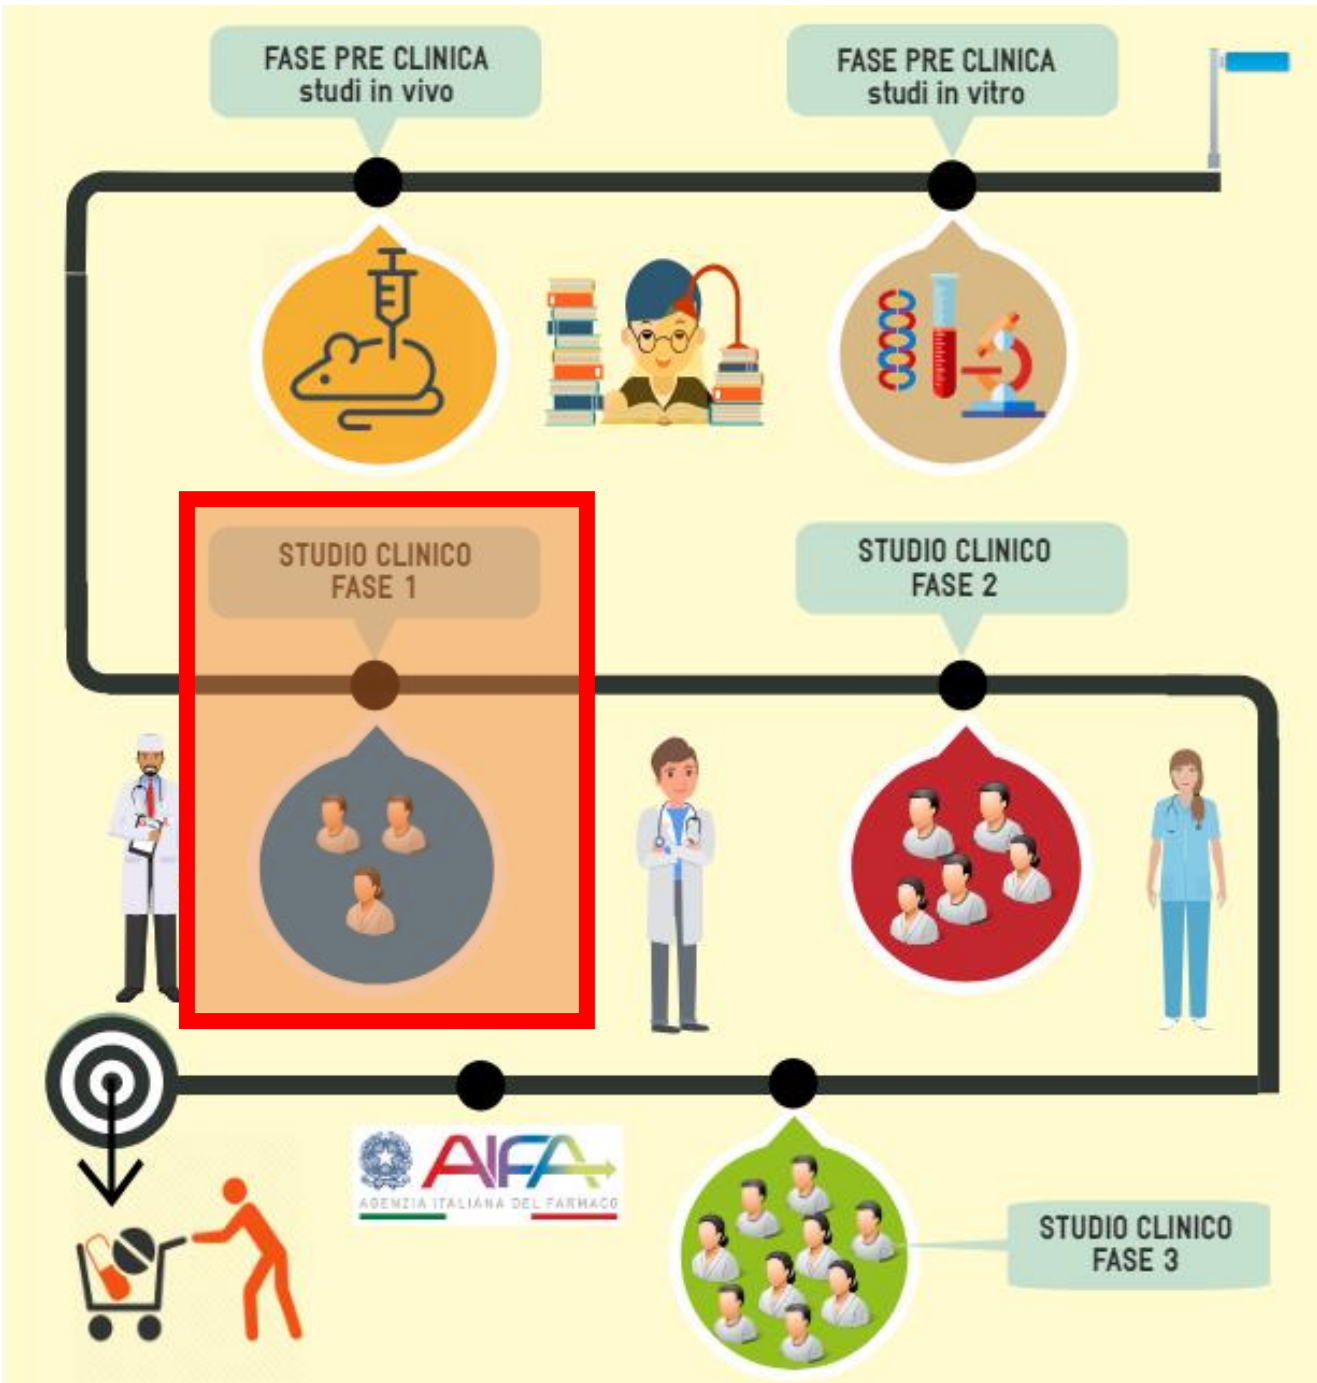 FASE PRE CLINICA
studi in vivo
FASE PRE CLINICA
studi in vitro
STUDIO CLINICO
FASE 1
STUDIO CLINICO
FASE 2
AIFA
AGENZIA ITALIANA DEL FARMACO
STUDIO CLINICO
FASE 3